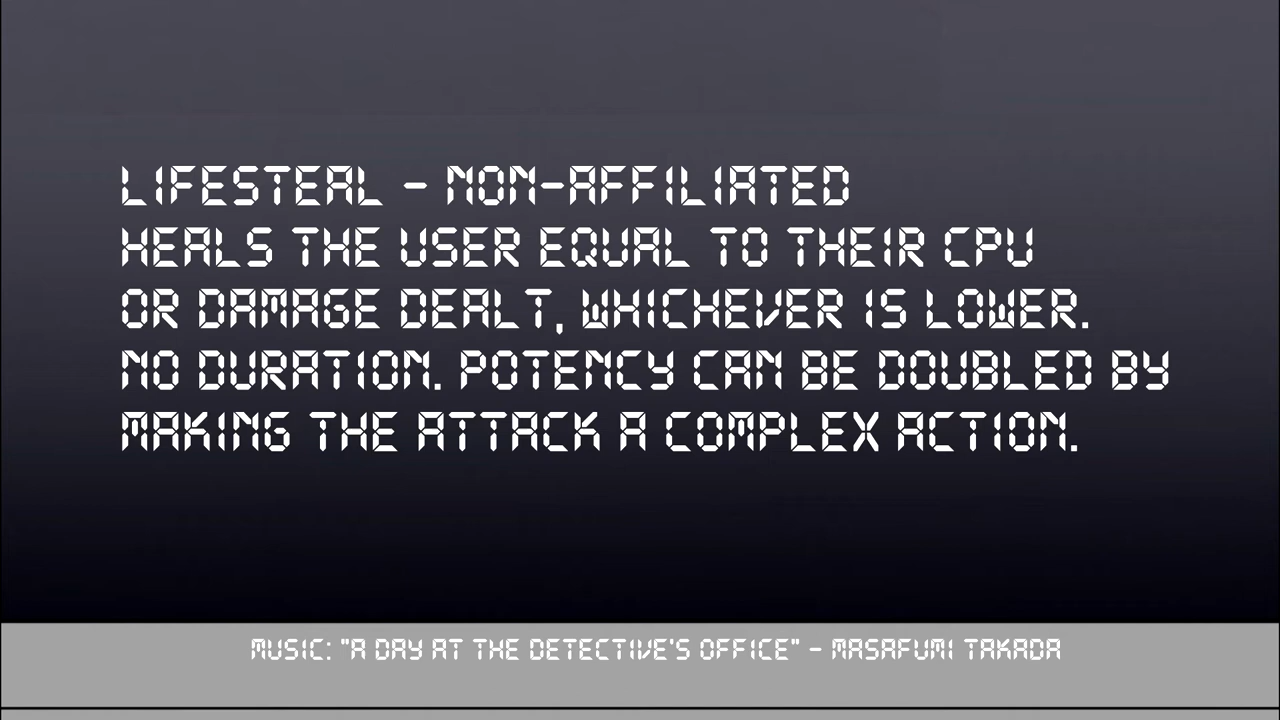 LIFESTEAL - NON-AFFILIATED
HEALS THE USER EQUAL TO THEIR CPU
OR DAMAGE DEALT, WHICHEVER IS LOWER.
NO DURATION. POTENCY CAN BE DOUBLED BY
MAKING THE ATTACK A COMPLEX ACTION.
MUSIC: "A DAY AT THE DETECTIVE'S OFFICE" - MASAFUMI TAKADA